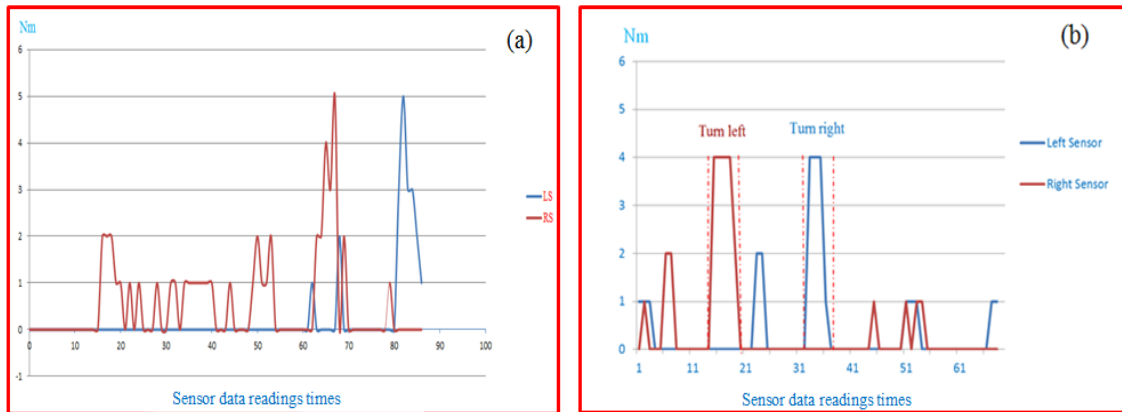 Nm
(a)
6
5
4
3
2
1
0
-1
0 10 20 30 40 50 60 70 80 90 100
LS
RS
Sensor data readings times
Nm
(b)
6
5
4
3
2
1
0
Turn left
Turn right
1 11 21 31 41 51 61
Left Sensor
Right Sensor
Sensor data readings times